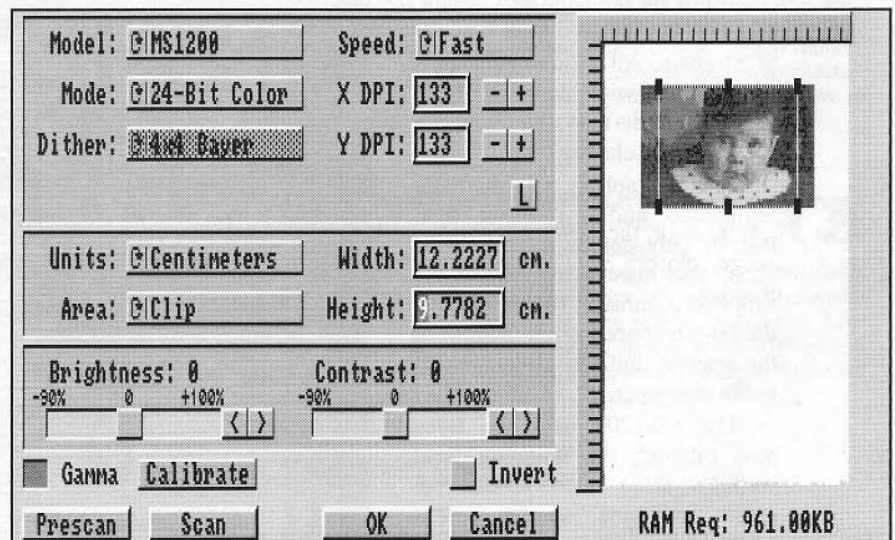 Model: MS1200 Speed: Fast
Mode: 24-Bit Color X DPI: 133 - +
Dither: 4x4 Bayer Y DPI: 133 - +
L
Units: Centimeters Width: 12.2227 cm.
Area: Clip Height: 9.7782 cm.
Brightness: 0 Contrast: 0
-90% 0 +100% -90% 0 +100%
< > < >
Gamma Calibrate Invert
Prescan Scan OK Cancel RAM Req: 961.00KB